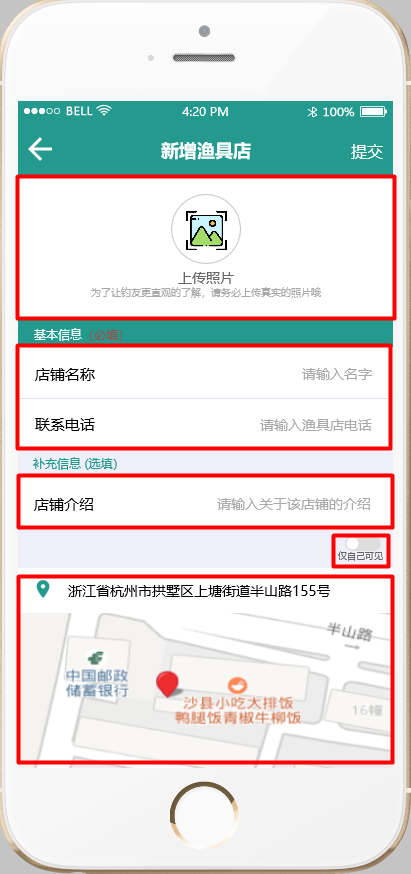 BELL 4:20 PM 100%
新增渔具店 提交
上传照片
为了让钓友更直观的了解，请务必上传真实的照片哦
基本信息 (必填)
店铺名称 请输入名字
联系电话 请输入渔具店电话
补充信息 (选填)
店铺介绍 请输入关于该店铺的介绍
仅自己可见
浙江省杭州市拱墅区上塘街道半山路155号
半山路
中国邮政
储蓄银行
沙县小吃大排饭
鸭腿饭青椒牛柳饭
16幢